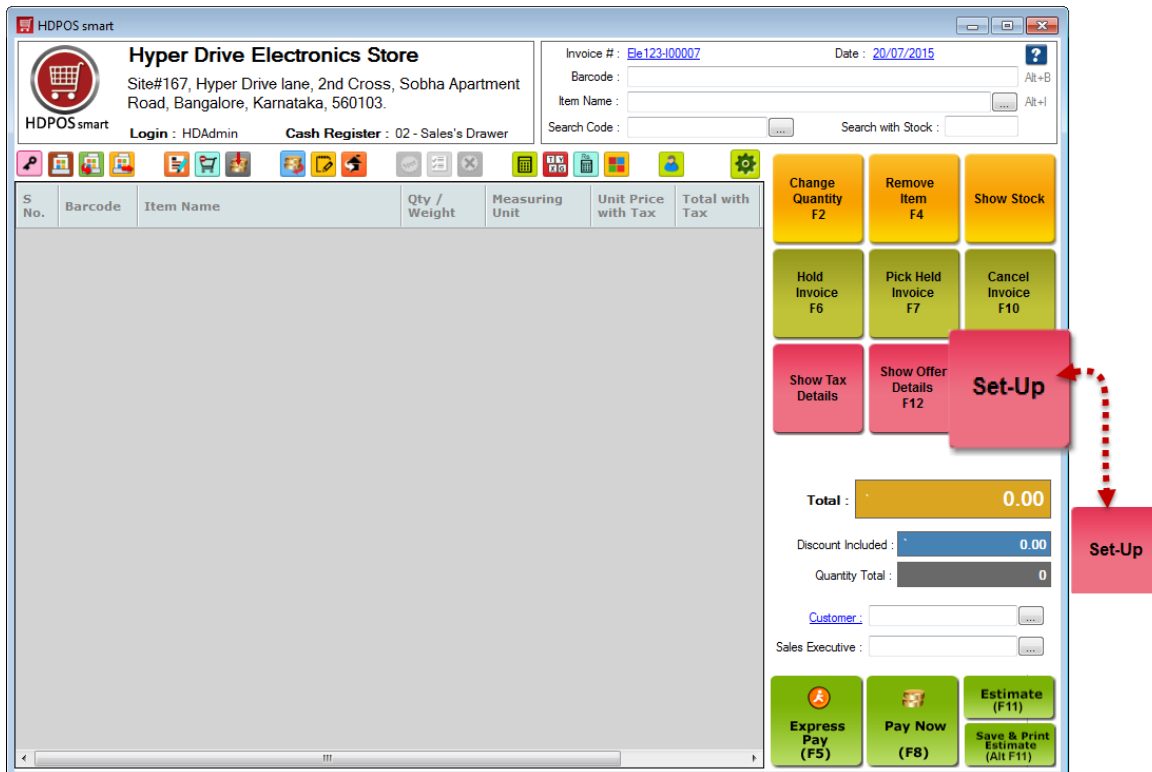 HDPOS smart
Hyper Drive Electronics Store
Site#167, Hyper Drive lane, 2nd Cross, Sobha Apartment
Road, Bangalore, Karnataka, 560103.
HDPOS smart
Login : HDAdmin Cash Register : 02 - Sales's Drawer
Invoice # : Ele123-I00007 Date : 20/07/2015 ?
Barcode : Alt+B
Item Name : ... Alt+I
Search Code : ... Search with Stock :
S No. Barcode Item Name Qty / Weight Measuring Unit Unit Price with Tax Total with Tax
Change
Quantity
F2
Remove
Item
F4
Show Stock
Hold
Invoice
F6
Pick Held
Invoice
F7
Cancel
Invoice
F10
Show Tax
Details
Show Offer
Details
F12
Set-Up
Set-Up
Total : ` 0.00
Discount Included : ` 0.00
Quantity Total : 0
Customer : ...
Sales Executive : ...
Express
Pay
(F5)
Pay Now
(F8)
Estimate
(F11)
Save & Print
Estimate
(Alt F11)